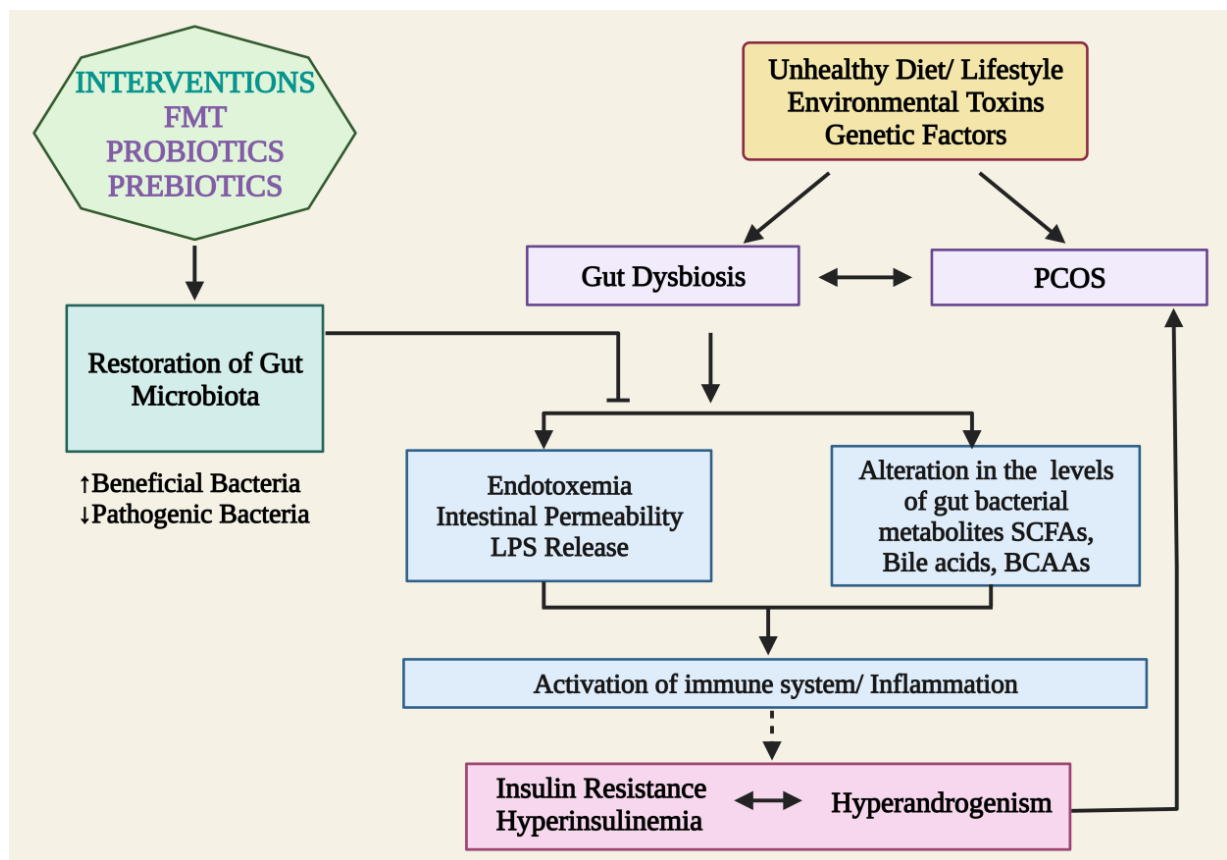 INTERVENTIONS
FMT
PROBIOTICS
PREBIOTICS
Unhealthy Diet/ Lifestyle
Environmental Toxins
Genetic Factors
Gut Dysbiosis
PCOS
Restoration of Gut
Microbiota
↑Beneficial Bacteria
↓Pathogenic Bacteria
Endotoxemia
Intestinal Permeability
LPS Release
Alteration in the levels
of gut bacterial
metabolites SCFAs,
Bile acids, BCAAs
Activation of immune system/ Inflammation
Insulin Resistance
Hyperinsulinemia
Hyperandrogenism